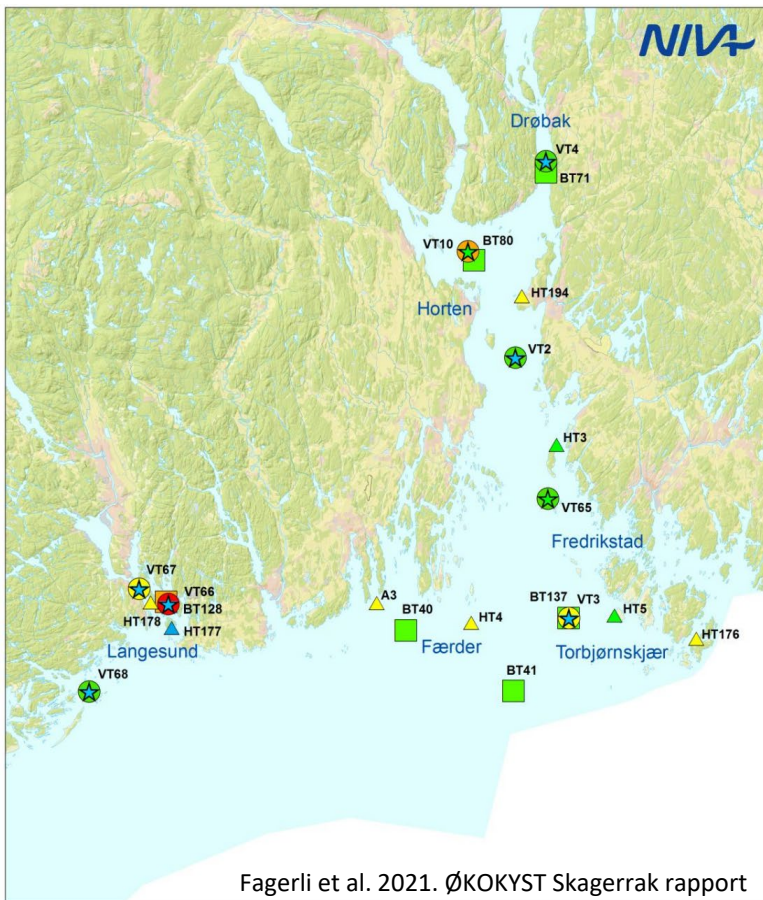 NIVA
Drøbak
VT4
BT71
VT10
BT80
HT194
Horten
VT2
HT3
VT65
Fredrikstad
VT67
VT66
BT128
HT178
HT177
Langesund
VT68
A3
BT40
HT4
Færder
BT137
VT3
HT5
Torbjørnskjær
HT176
BT41
Fagerli et al. 2021. ØKOKYST Skagerrak rapport